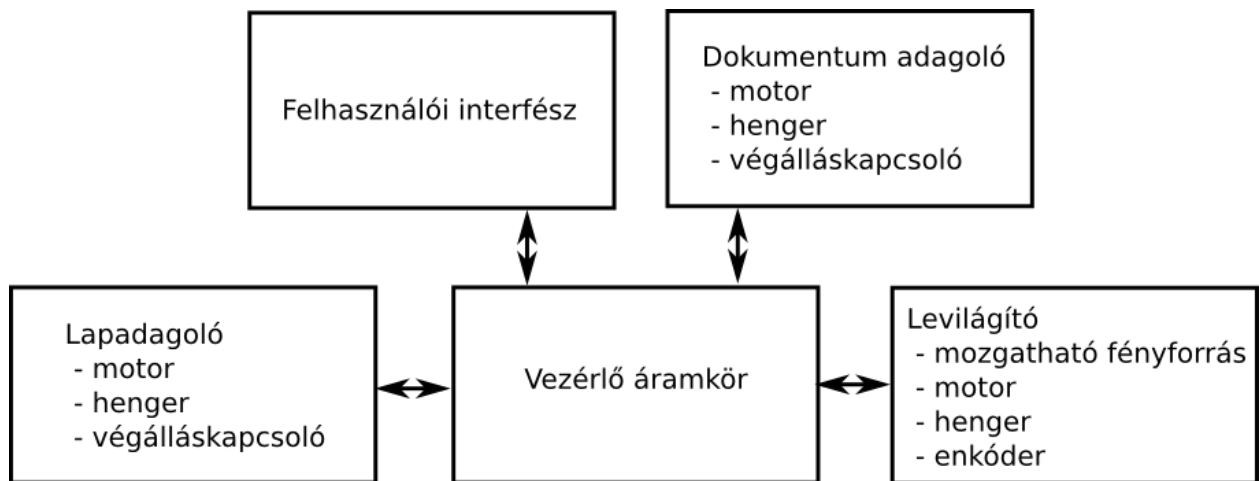 Felhasználói interfész
Dokumentum adagoló
- motor
- henger
- végálláskapcsoló
Lapadagoló
- motor
- henger
- végálláskapcsoló
Vezérlő áramkör
Levilágító
- mozgatható fényforrás
- motor
- henger
- enkóder